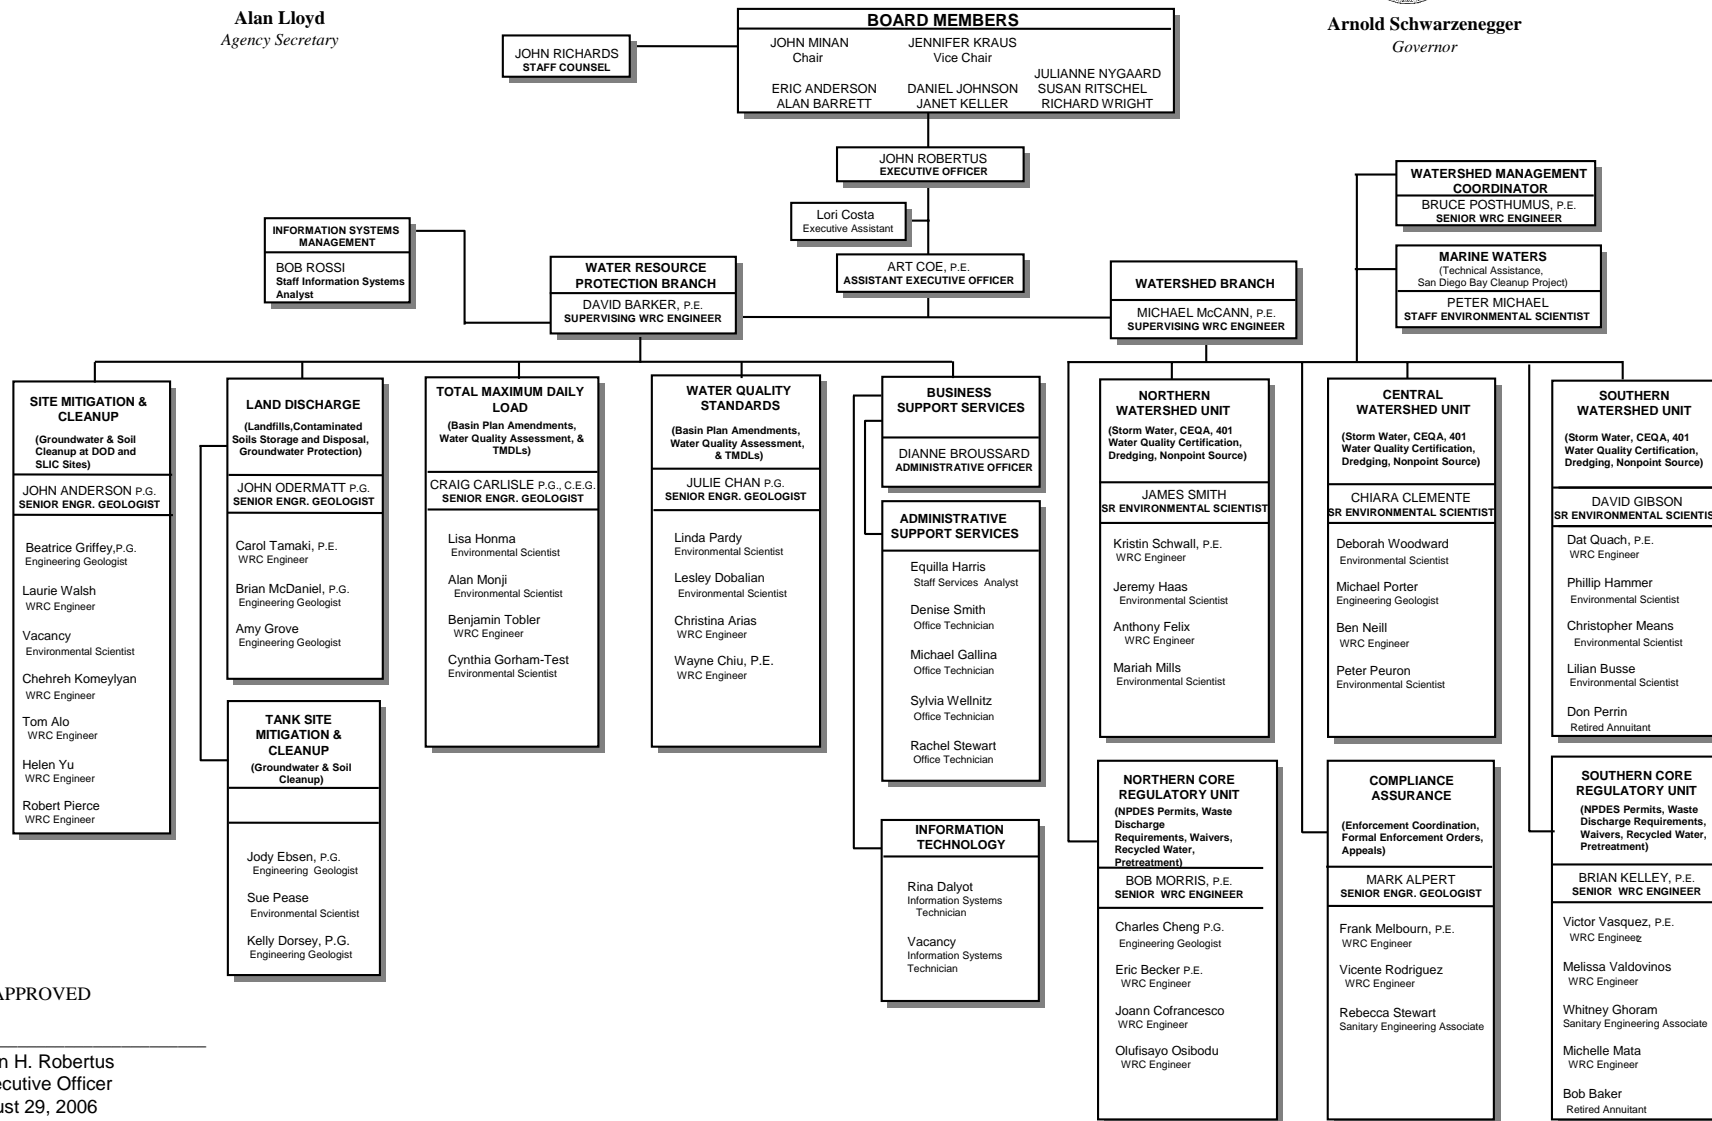 Alan Lloyd
Agency Secretary
Arnold Schwarzenegger
Governor
JOHN RICHARDS
STAFF COUNSEL
BOARD MEMBERS
JOHN MINAN
Chair
JENNIFER KRAUS
Vice Chair
ERIC ANDERSON
ALAN BARRETT
DANIEL JOHNSON
JANET KELLER
JULIANNE NYGAARD
SUSAN RITSCHEL
RICHARD WRIGHT
JOHN ROBERTUS
EXECUTIVE OFFICER
Lori Costa
Executive Assistant
ART COE, P.E.
ASSISTANT EXECUTIVE OFFICER
INFORMATION SYSTEMS
MANAGEMENT
BOB ROSSI
Staff Information Systems
Analyst
WATER RESOURCE
PROTECTION BRANCH
DAVID BARKER, P.E.
SUPERVISING WRC ENGINEER
WATERSHED BRANCH
MICHAEL McCANN, P.E.
SUPERVISING WRC ENGINEER
WATERSHED MANAGEMENT
COORDINATOR
BRUCE POSTHUMUS, P.E.
SENIOR WRC ENGINEER
MARINE WATERS
(Technical Assistance,
San Diego Bay Cleanup Project)
PETER MICHAEL
STAFF ENVIRONMENTAL SCIENTIST
SITE MITIGATION &
CLEANUP
(Groundwater & Soil
Cleanup at DOD and
SLIC Sites)
JOHN ANDERSON P.G.
SENIOR ENGR. GEOLOGIST
Beatrice Griffey,P.G.
Engineering Geologist
Laurie Walsh
WRC Engineer
Vacancy
Environmental Scientist
Chehreh Komeylyan
WRC Engineer
Tom Alo
WRC Engineer
Helen Yu
WRC Engineer
Robert Pierce
WRC Engineer
LAND DISCHARGE
(Landfills,Contaminated
Soils Storage and Disposal,
Groundwater Protection)
JOHN ODERMATT P.G.
SENIOR ENGR. GEOLOGIST
Carol Tamaki, P.E.
WRC Engineer
Brian McDaniel, P.G.
Engineering Geologist
Amy Grove
Engineering Geologist
TANK SITE
MITIGATION &
CLEANUP
(Groundwater & Soil
Cleanup)
Jody Ebsen, P.G.
Engineering Geologist
Sue Pease
Environmental Scientist
Kelly Dorsey, P.G.
Engineering Geologist
TOTAL MAXIMUM DAILY
LOAD
(Basin Plan Amendments,
Water Quality Assessment, &
TMDLs)
CRAIG CARLISLE P.G., C.E.G.
SENIOR ENGR. GEOLOGIST
Lisa Honma
Environmental Scientist
Alan Monji
Environmental Scientist
Benjamin Tobler
WRC Engineer
Cynthia Gorham-Test
Environmental Scientist
WATER QUALITY
STANDARDS
(Basin Plan Amendments,
Water Quality Assessment,
& TMDLs)
JULIE CHAN P.G.
SENIOR ENGR. GEOLOGIST
Linda Pardy
Environmental Scientist
Lesley Dobalian
Environmental Scientist
Christina Arias
WRC Engineer
Wayne Chiu, P.E.
WRC Engineer
BUSINESS
SUPPORT SERVICES
DIANNE BROUSSARD
ADMINISTRATIVE OFFICER
ADMINISTRATIVE
SUPPORT SERVICES
Equilla Harris
Staff Services Analyst
Denise Smith
Office Technician
Michael Gallina
Office Technician
Sylvia Wellnitz
Office Technician
Rachel Stewart
Office Technician
INFORMATION
TECHNOLOGY
Rina Dalyot
Information Systems
Technician
Vacancy
Information Systems
Technician
NORTHERN
WATERSHED UNIT
(Storm Water, CEQA, 401
Water Quality Certification,
Dredging, Nonpoint Source)
JAMES SMITH
SR ENVIRONMENTAL SCIENTIST
Kristin Schwall, P.E.
WRC Engineer
Jeremy Haas
Environmental Scientist
Anthony Felix
WRC Engineer
Mariah Mills
Environmental Scientist
NORTHERN CORE
REGULATORY UNIT
(NPDES Permits, Waste
Discharge
Requirements, Waivers,
Recycled Water,
Pretreatment)
BOB MORRIS, P.E.
SENIOR WRC ENGINEER
Charles Cheng P.G.
Engineering Geologist
Eric Becker P.E.
WRC Engineer
Joann Cofrancesco
WRC Engineer
Olufisayo Osibodu
WRC Engineer
CENTRAL
WATERSHED UNIT
(Storm Water, CEQA, 401
Water Quality Certification,
Dredging, Nonpoint Source)
CHIARA CLEMENTE
SR ENVIRONMENTAL SCIENTIST
Deborah Woodward
Environmental Scientist
Michael Porter
Engineering Geologist
Ben Neill
WRC Engineer
Peter Peuron
Environmental Scientist
COMPLIANCE
ASSURANCE
(Enforcement Coordination,
Formal Enforcement Orders,
Appeals)
MARK ALPERT
SENIOR ENGR. GEOLOGIST
Frank Melbourn, P.E.
WRC Engineer
Vicente Rodriguez
WRC Engineer
Rebecca Stewart
Sanitary Engineering Associate
SOUTHERN
WATERSHED UNIT
(Storm Water, CEQA, 401
Water Quality Certification,
Dredging, Nonpoint Source)
DAVID GIBSON
SR ENVIRONMENTAL SCIENTIS
Dat Quach, P.E.
WRC Engineer
Phillip Hammer
Environmental Scientist
Christopher Means
Environmental Scientist
Lilian Busse
Environmental Scientist
Don Perrin
Retired Annuitant
SOUTHERN CORE
REGULATORY UNIT
(NPDES Permits, Waste
Discharge Requirements,
Waivers, Recycled Water,
Pretreatment)
BRIAN KELLEY, P.E.
SENIOR WRC ENGINEER
Victor Vasquez, P.E.
WRC Engineer
Melissa Valdovinos
WRC Engineer
Whitney Ghoram
Sanitary Engineering Associate
Michelle Mata
WRC Engineer
Bob Baker
Retired Annuitant
APPROVED
n H. Robertus
ecutive Officer
ust 29, 2006